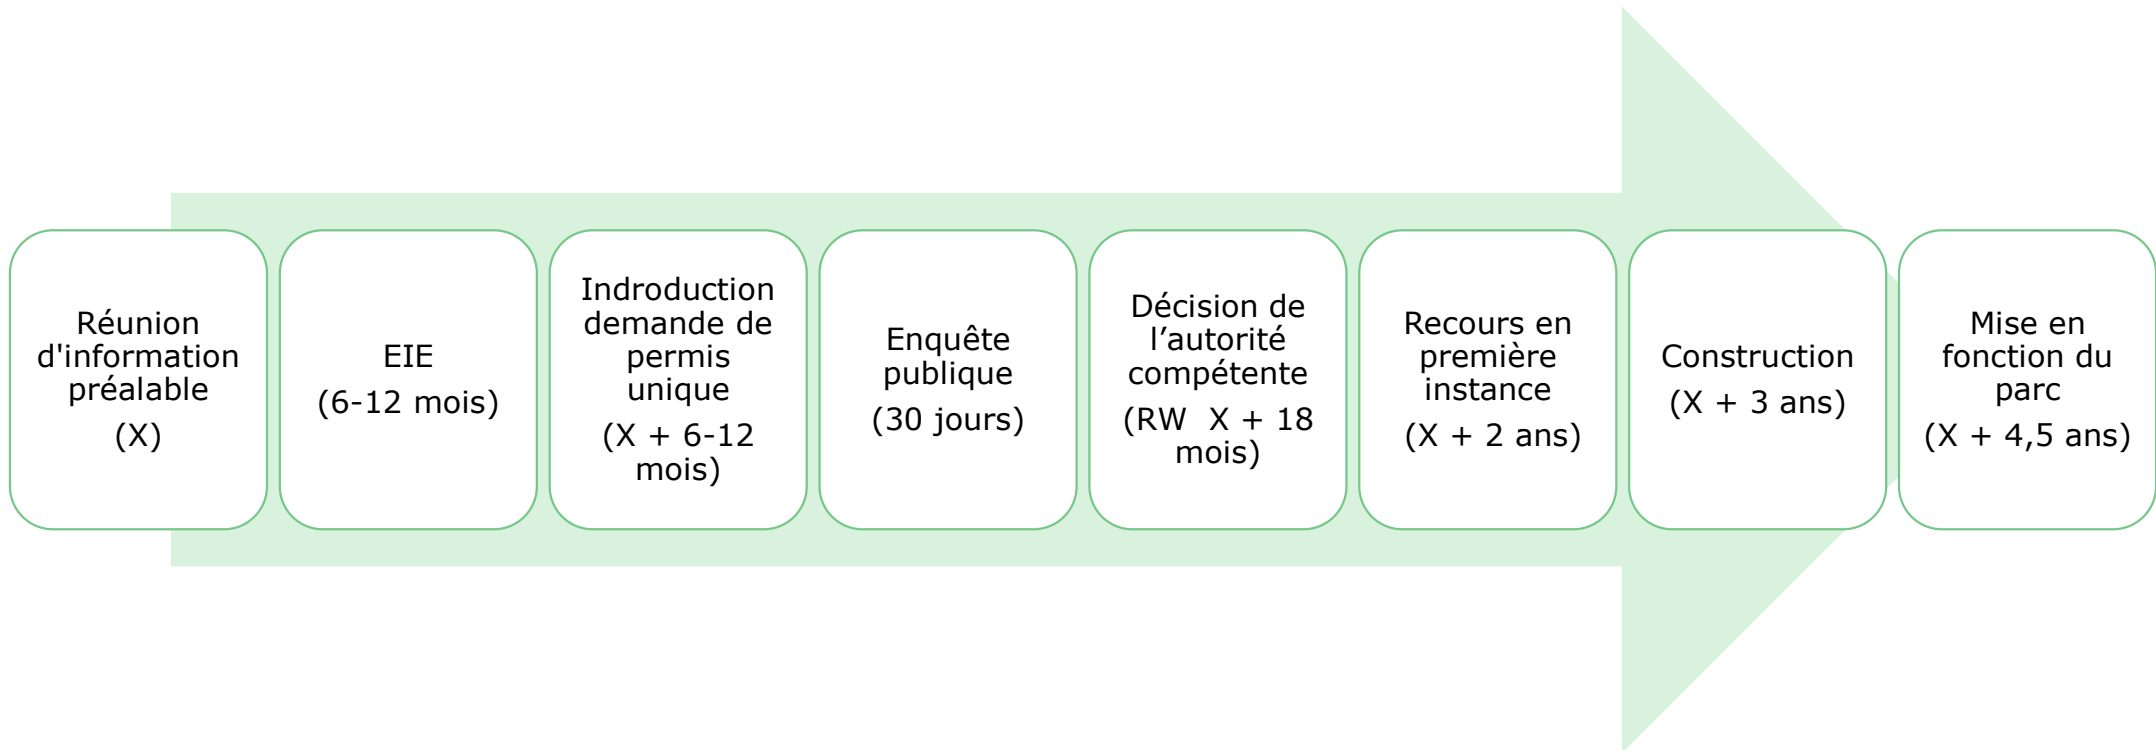 Réunion
d'information
préalable
(X)
EIE
(6-12 mois)
Indroduction
demande de
permis
unique
(X + 6-12
mois)
Enquête
publique
(30 jours)
Décision de
l’autorité
compétente
(RW  X + 18
mois)
Recours en
première
instance
(X + 2 ans)
Construction
(X + 3 ans)
Mise en
fonction du
parc
(X + 4,5 ans)